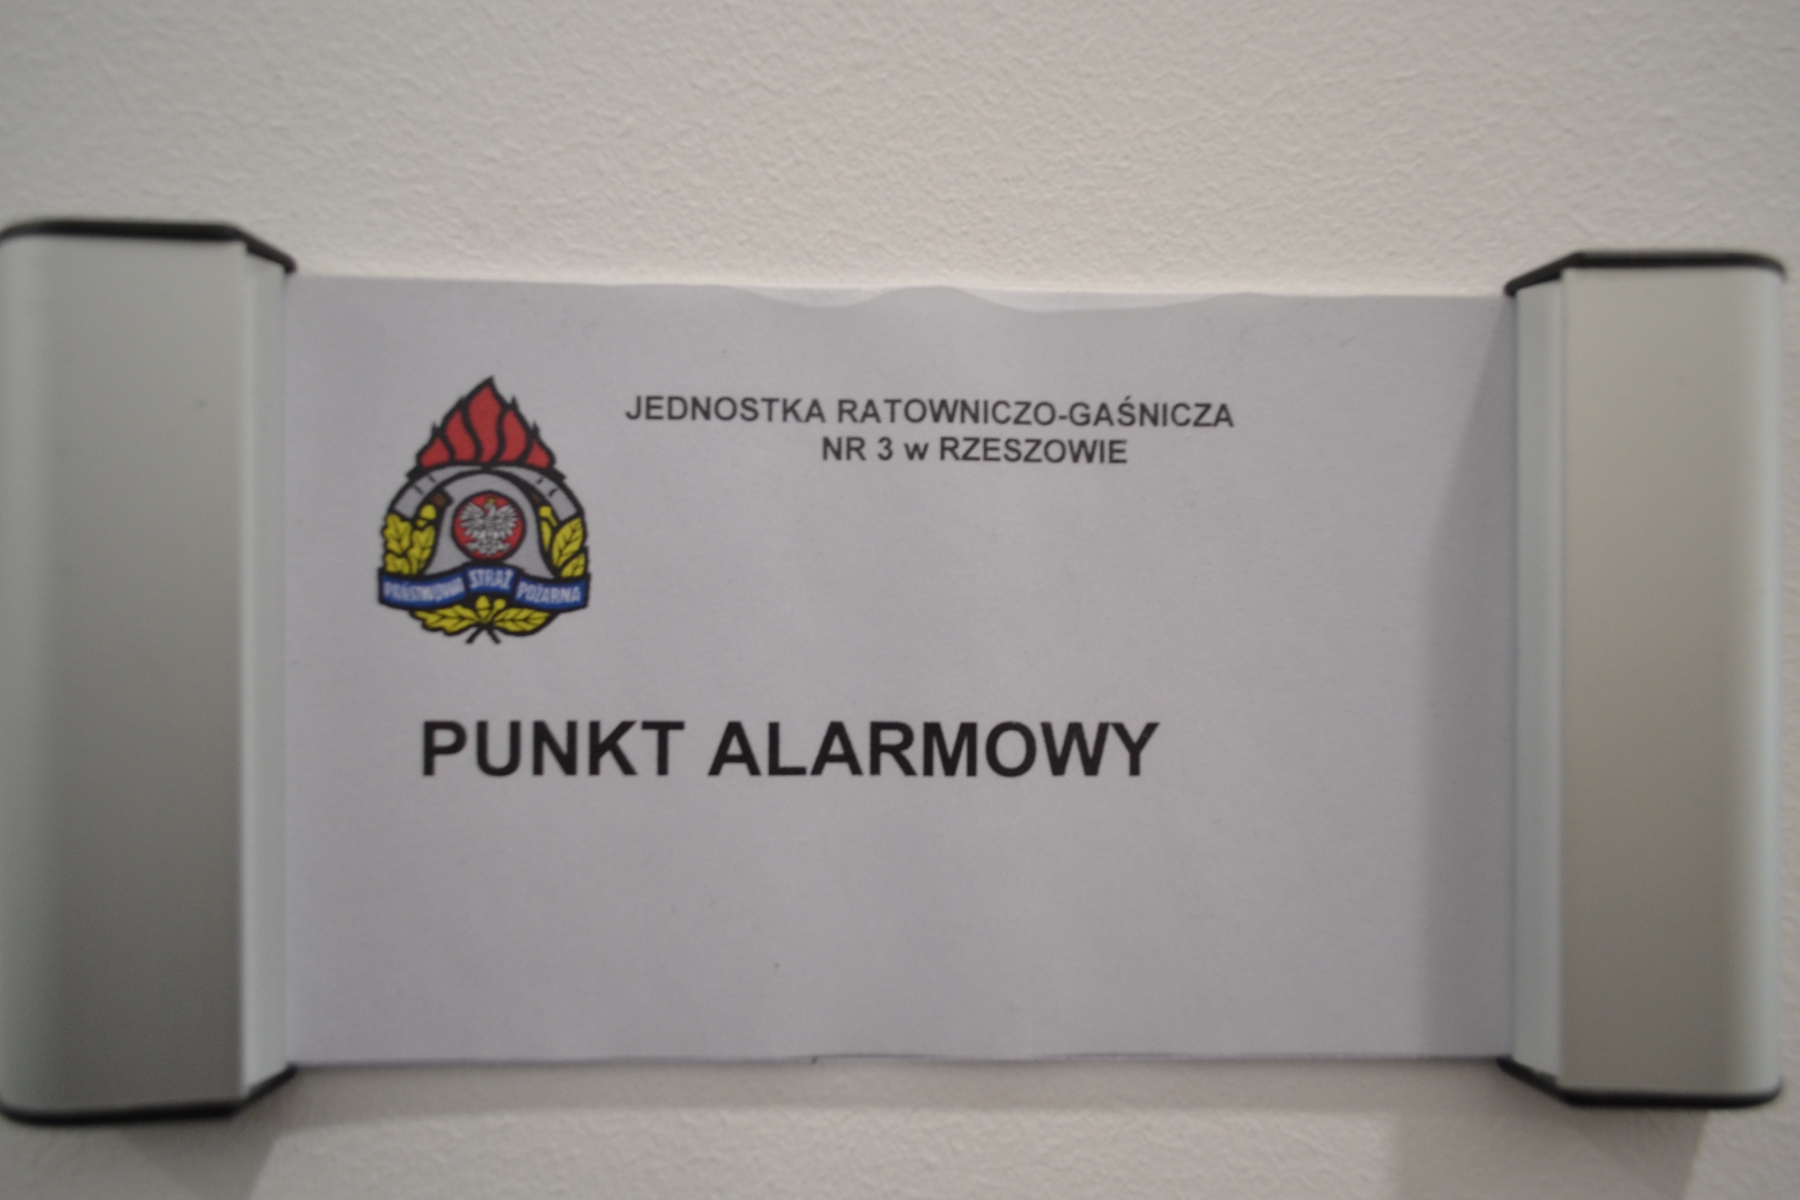 JEDNOSTKA RATOWNICZO-GAŚNICZA
NR 3 w RZESZOWIE
PAŃSTWOWA STRAŻ POŻARNA
PUNKT ALARMOWY